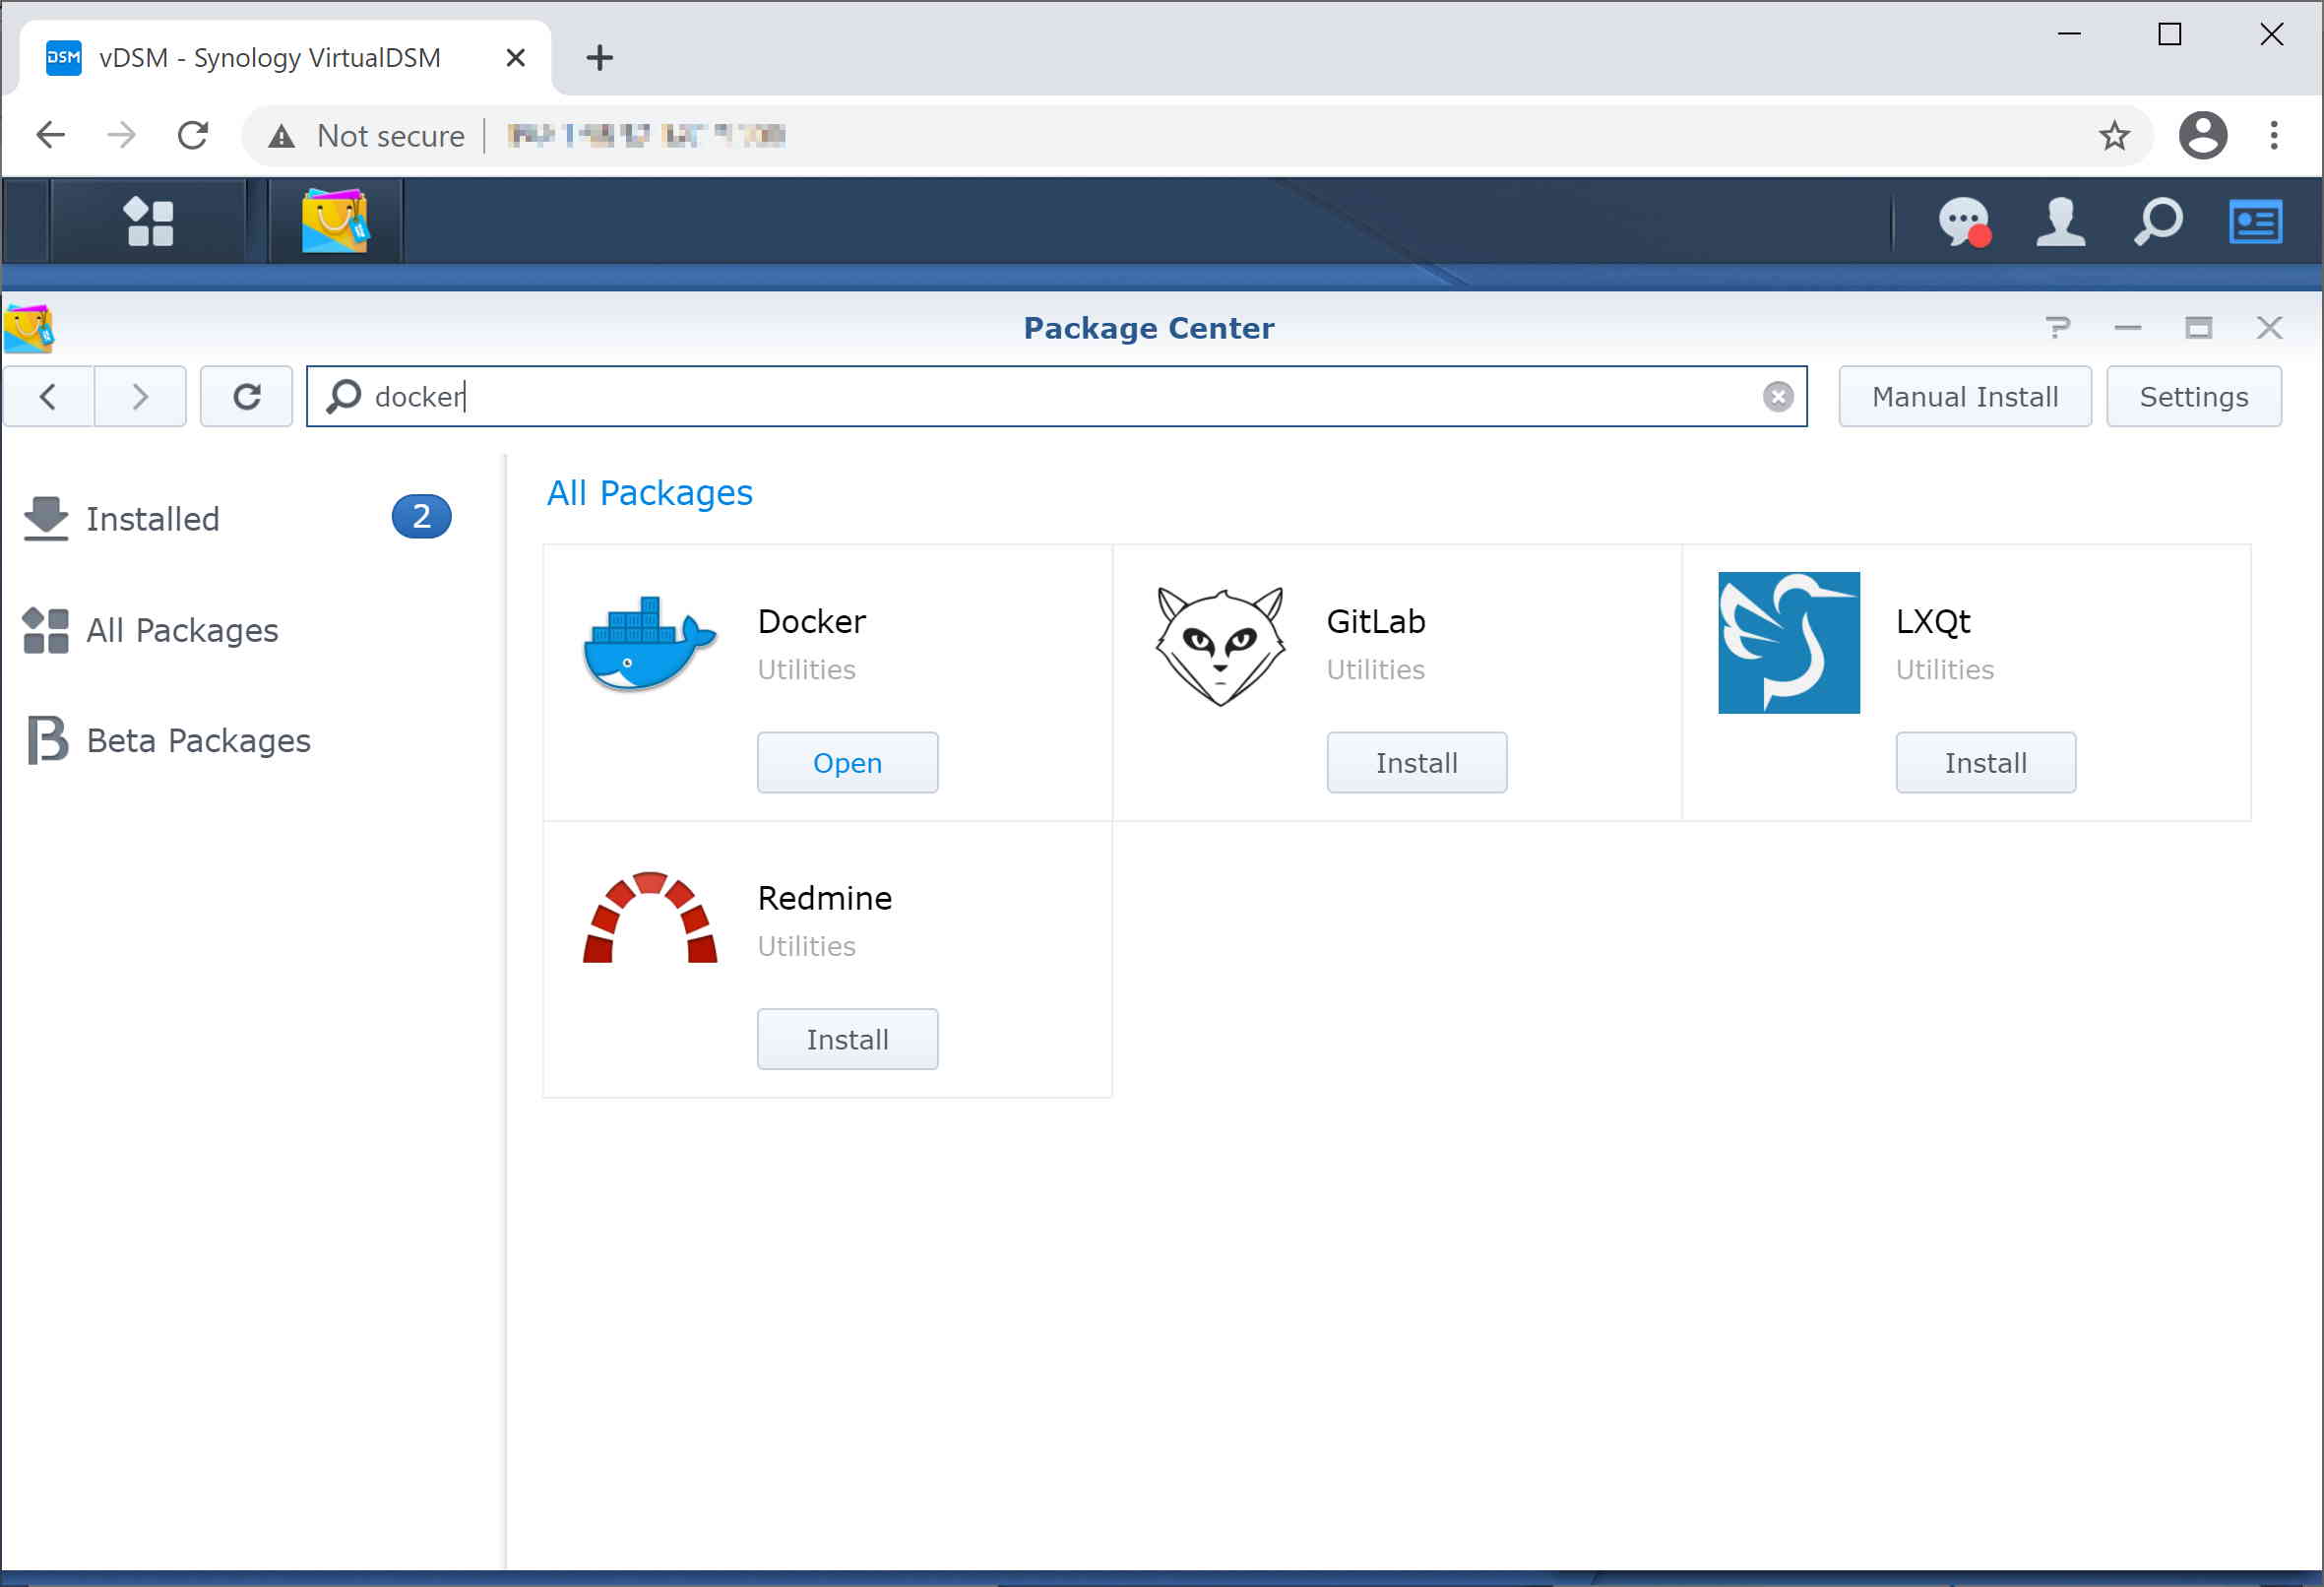 DSM vDSM - Synology VirtualDSM
Not secure
Package Center
docker
Manual Install
Settings
Installed
2
All Packages
Beta Packages
All Packages
Docker
Utilities
Open
GitLab
Utilities
Install
LXQt
Utilities
Install
Redmine
Utilities
Install